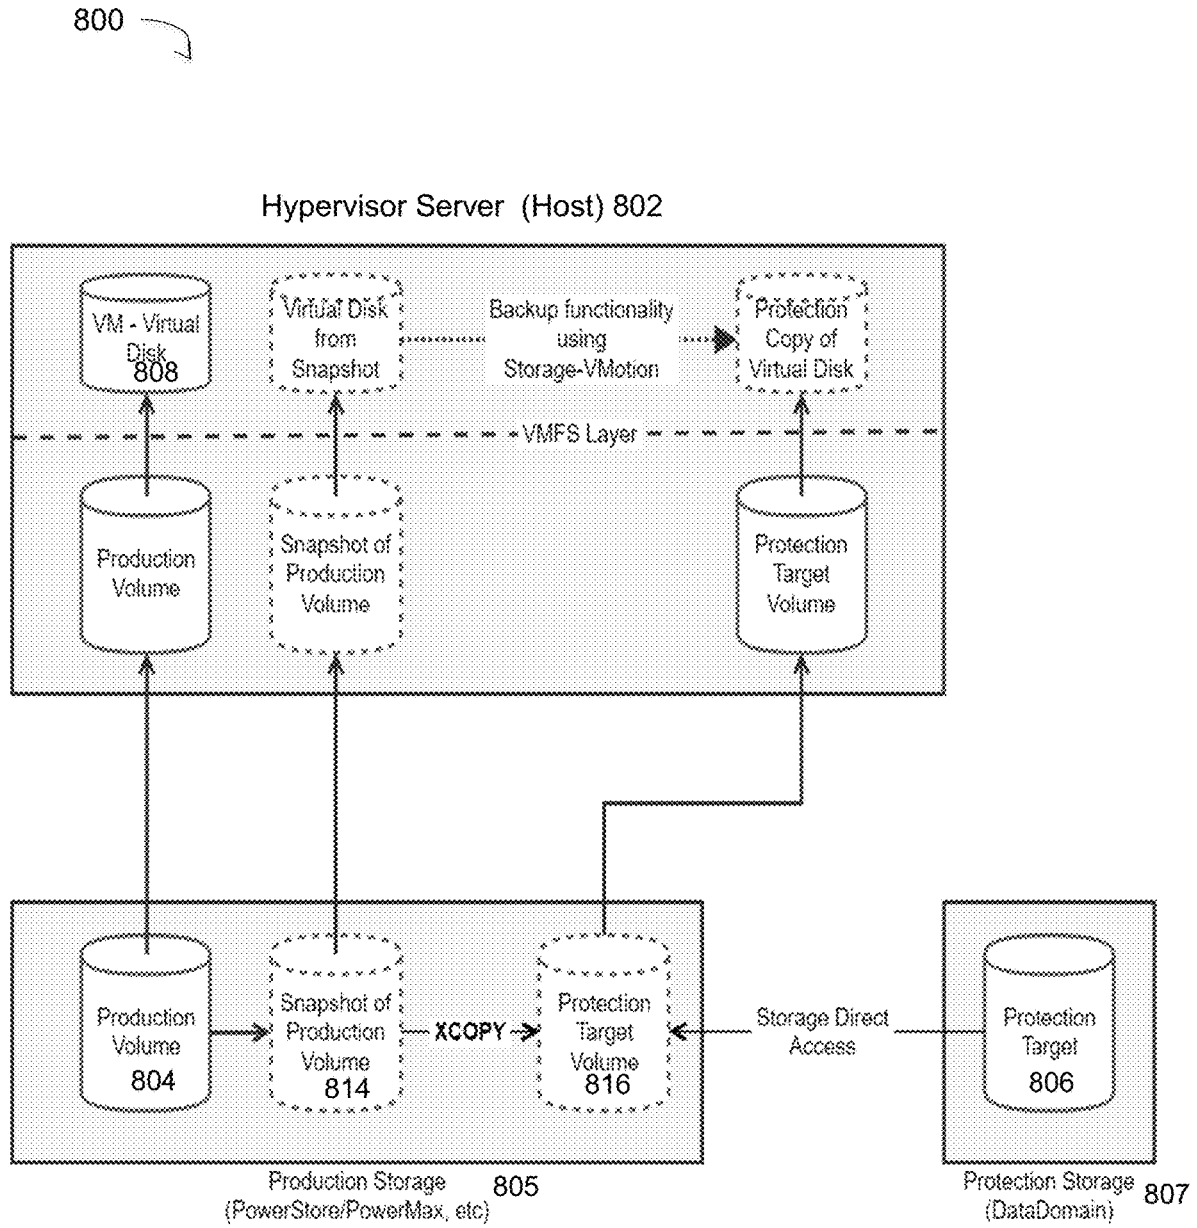 800
Hypervisor Server (Host) 802
VM - Virtual
Disk
808
Virtual Disk
from
Snapshot
Backup functionality
using
Storage-VMotion
Protection
Copy of
Virtual Disk
VMFS Layer
Production
Volume
Snapshot of
Production
Volume
Protection
Target
Volume
Production
Volume
804
Snapshot of
Production
Volume
814
XCOPY
Protection
Target
Volume
816
Storage Direct
Access
Protection
Target
806
Production Storage 805
(PowerStore/PowerMax, etc)
Protection Storage 807
(DataDomain)